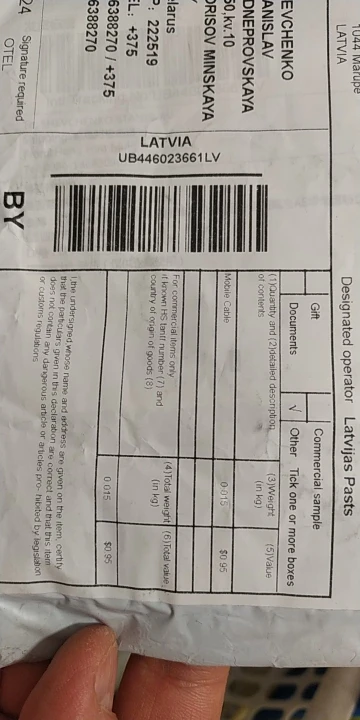 1044 Marupe
LATVIA
EVCHENKO
ANISLAV
DNEPROVSKAYA
60,kv.10
ORISOV MINSKAYA
elarus
P: 222519
EL: +375
6388270 / +375
6388270
24
Signature required
OTEL
LATVIA
UB446023661LV
BY
Designated operator Latvijas Pasts
Gift
Commercial sample
Documents
√
Other
Tick one or more boxes
(1)Quantity and (2)detailed description
of contents
(3)Weight
(in kg)
(5)Value
Mobile Cable
0.015
$0.95
For commercial items only
If known HS tariff number (7) and
country of origin of goods (8)
(4)Total weight
(in kg)
(6)Total value
0.015
$0.95
I,the undersigned whose name and address are given on the item, certify
that the particulars given in this declaration are correct and that this item
does not contain any dangerous article or articles pro- hibited by legislation
or customs regulations